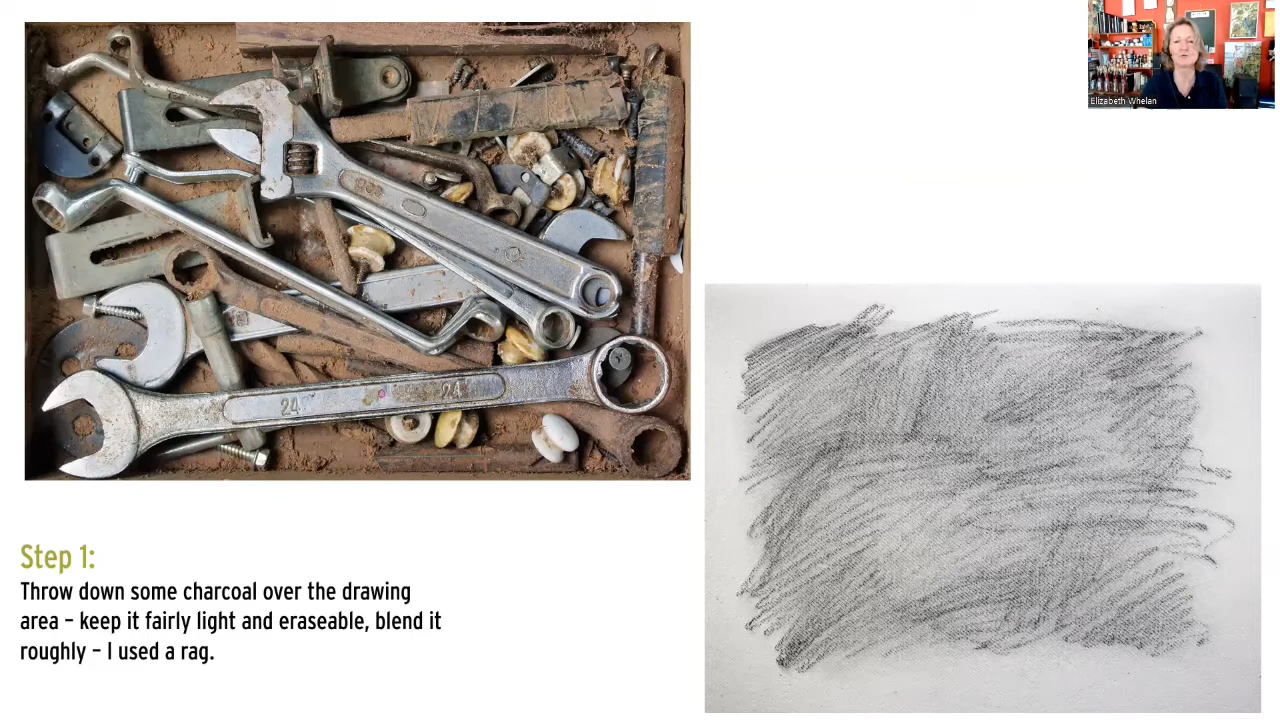 Elizabeth Whelan
24
24
Step 1:
Throw down some charcoal over the drawing
area – keep it fairly light and eraseable, blend it
roughly – I used a rag.